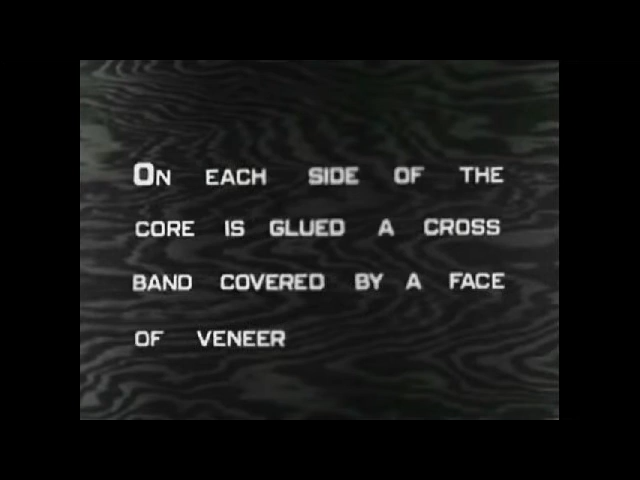 On EACH SIDE OF THE
CORE IS GLUED A CROSS
BAND COVERED BY A FACE
OF VENEER